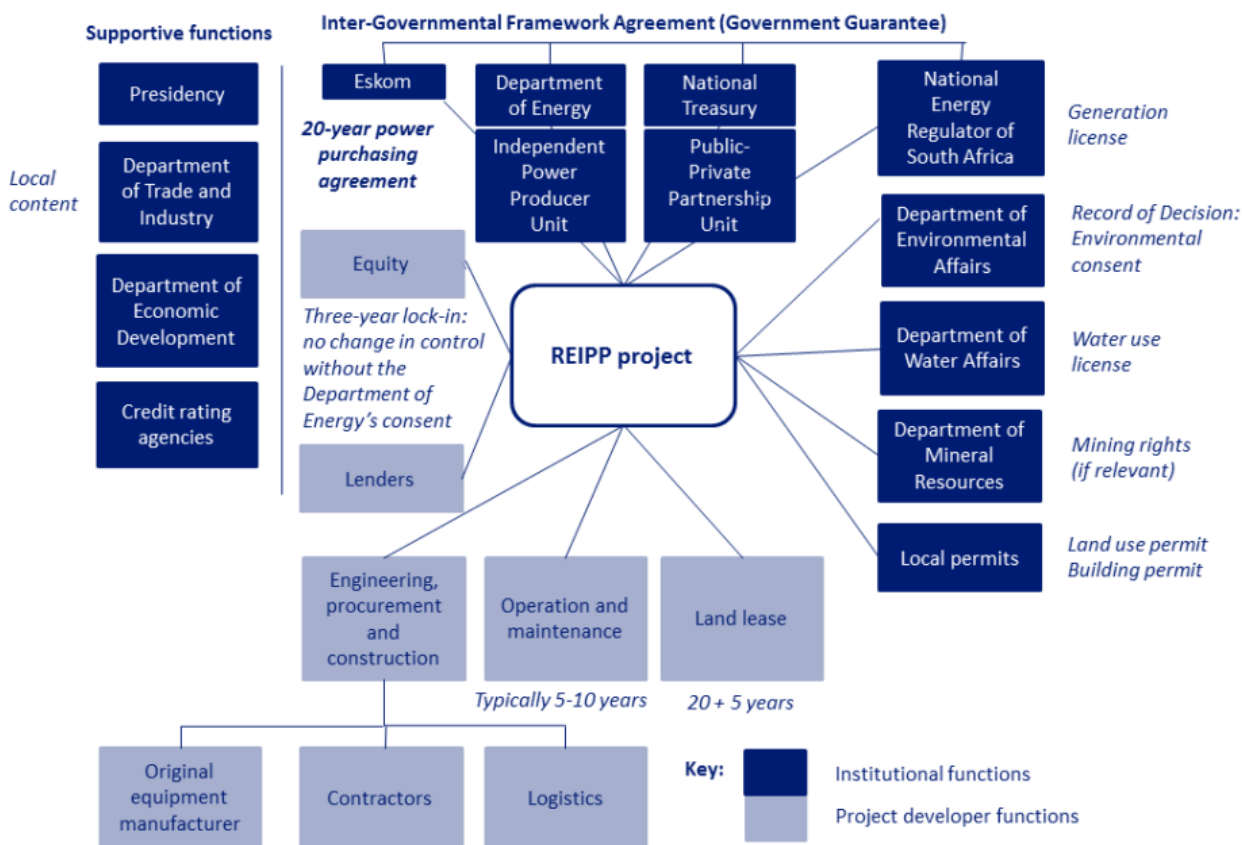 Supportive functions
Inter-Governmental Framework Agreement (Government Guarantee)
Presidency
Local
content
Department
of Trade and
Industry
Department of
Economic
Development
Credit rating
agencies
Eskom
20-year power
purchasing
agreement
Department
of Energy
Independent
Power
Producer
Unit
National
Treasury
Public-
Private
Partnership
Unit
National
Energy
Regulator of
South Africa
Generation
license
Equity
Three-year lock-in:
no change in control
without the
Department of
Energy's consent
Lenders
REIPP project
Department of
Environmental
Affairs
Record of Decision:
Environmental
consent
Department of
Water Affairs
Water use
license
Department of
Mineral
Resources
Mining rights
(if relevant)
Local permits
Land use permit
Building permit
Engineering,
procurement
and
construction
Operation and
maintenance
Typically 5-10 years
Land lease
20 + 5 years
Original
equipment
manufacturer
Contractors
Logistics
Key:
Institutional functions
Project developer functions